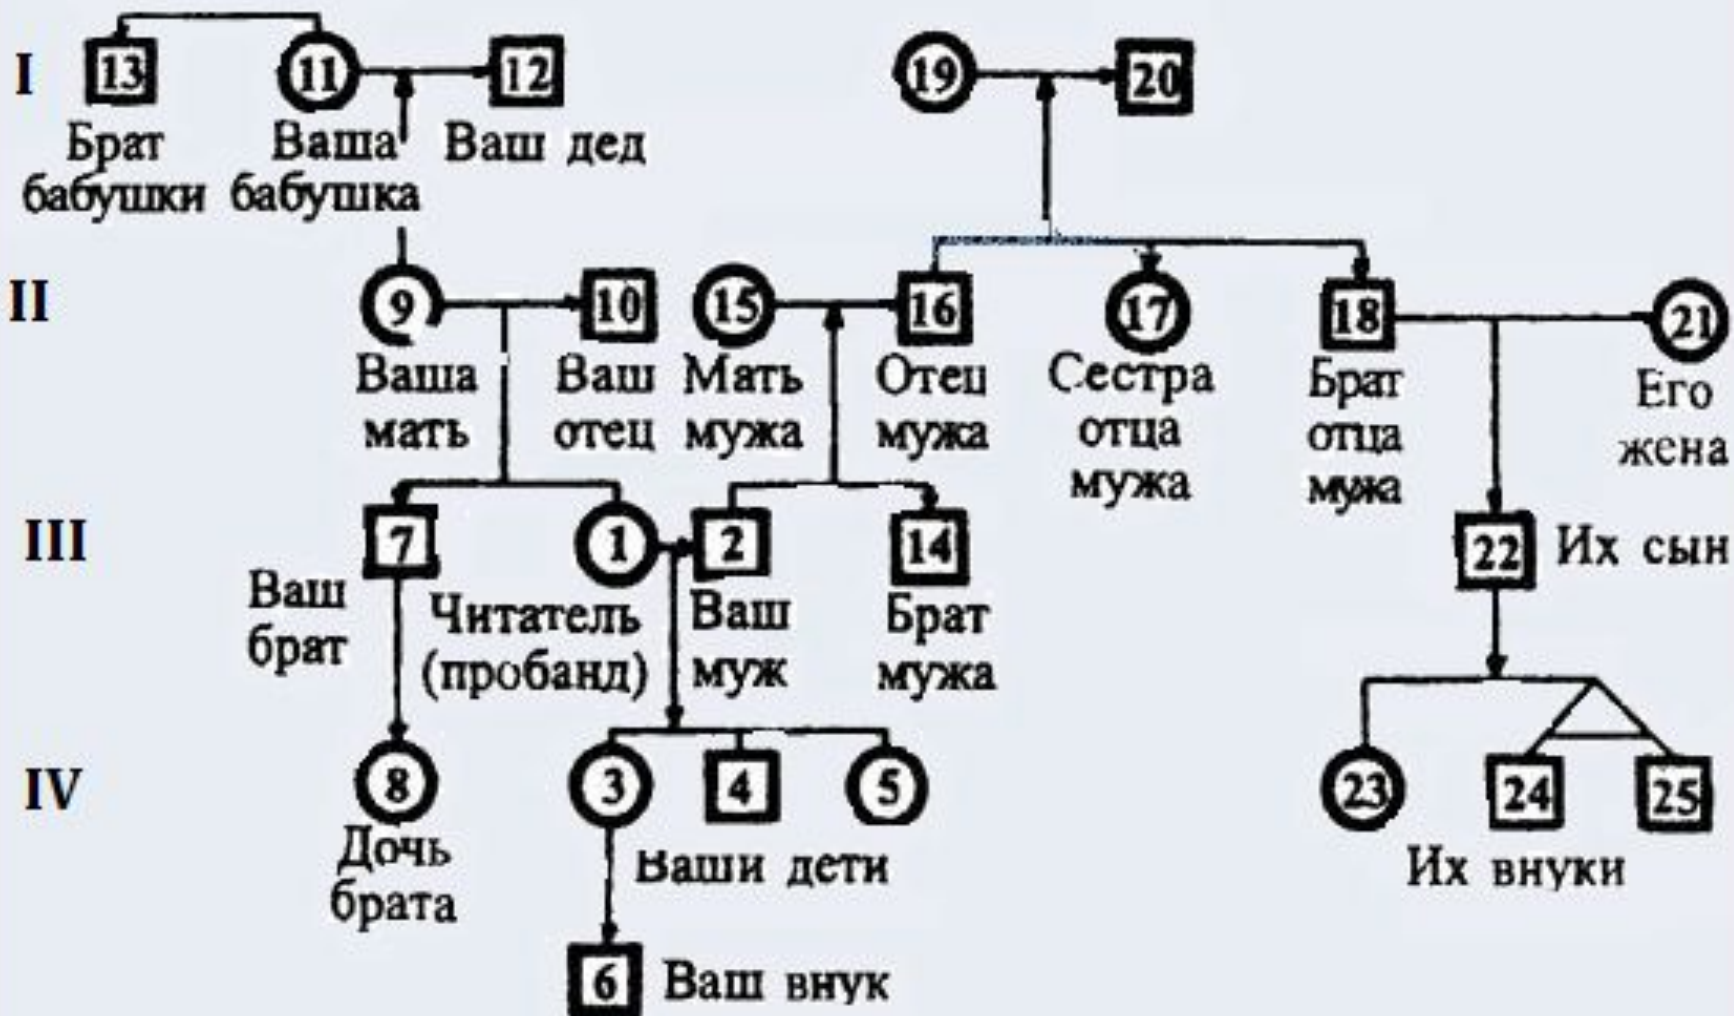 I 13 11 12 19 20
Брат Ваша Ваш дед
бабушки бабушка
II 9 10 15 16 17 18 21
Ваша Ваш Мать Отец Сестра Брат Его
мать отец мужа мужа отца отца жена
мужа мужа
III 7 1 2 14 22 Их сын
Ваш Читатель Ваш Брат
брат (пробанд) муж мужа
IV 8 3 4 5 23 24 25
Дочь Ваши дети Их внуки
брата
6 Ваш внук